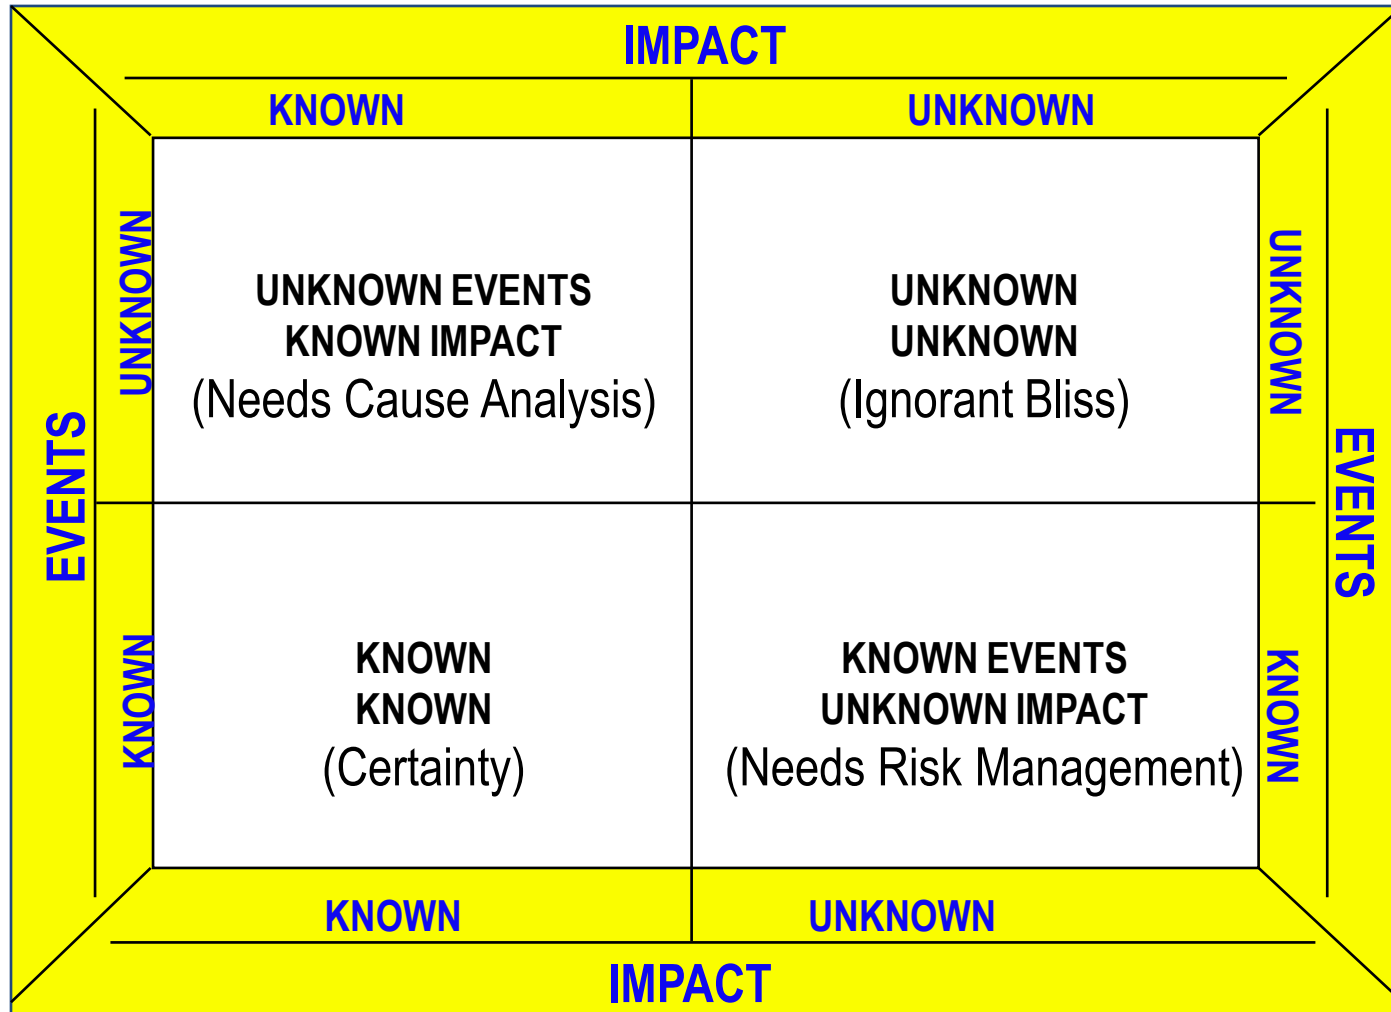 IMPACT
KNOWN
UNKNOWN
EVENTS
UNKNOWN
UNKNOWN EVENTS
KNOWN IMPACT
(Needs Cause Analysis)
UNKNOWN
UNKNOWN
(Ignorant Bliss)
UNKNOWN
EVENTS
KNOWN
KNOWN
KNOWN
(Certainty)
KNOWN EVENTS
UNKNOWN IMPACT
(Needs Risk Management)
KNOWN
KNOWN
UNKNOWN
IMPACT